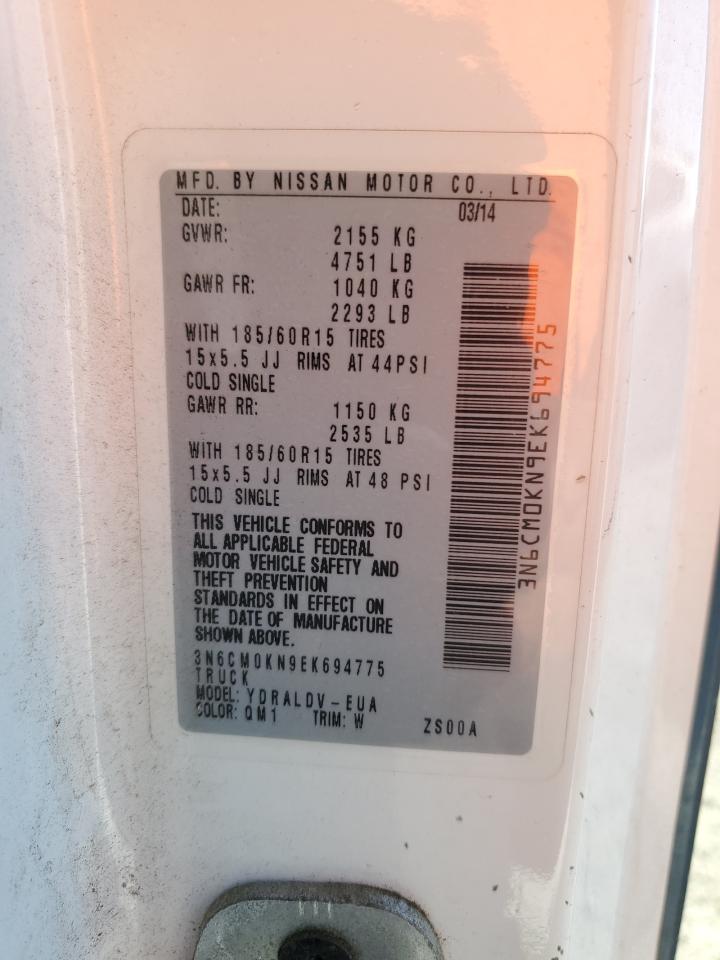 MFD. BY NISSAN MOTOR CO., LTD.
DATE: 03/14
GVWR: 2155 KG
4751 LB
GAWR FR: 1040 KG
2293 LB
WITH 185/60R15 TIRES
15x5.5 JJ RIMS AT 44PSI
COLD SINGLE
GAWR RR: 1150 KG
2535 LB
WITH 185/60R15 TIRES
15x5.5 JJ RIMS AT 48 PSI
COLD SINGLE
THIS VEHICLE CONFORMS TO
ALL APPLICABLE FEDERAL
MOTOR VEHICLE SAFETY AND
THEFT PREVENTION
STANDARDS IN EFFECT ON
THE DATE OF MANUFACTURE
SHOWN ABOVE.
3N6CM0KN9EK694775
TRUCK
MODEL: YDRALDV-EUA
COLOR: QM1 TRIM: W ZS00A
3N6CM0KN9EK694775